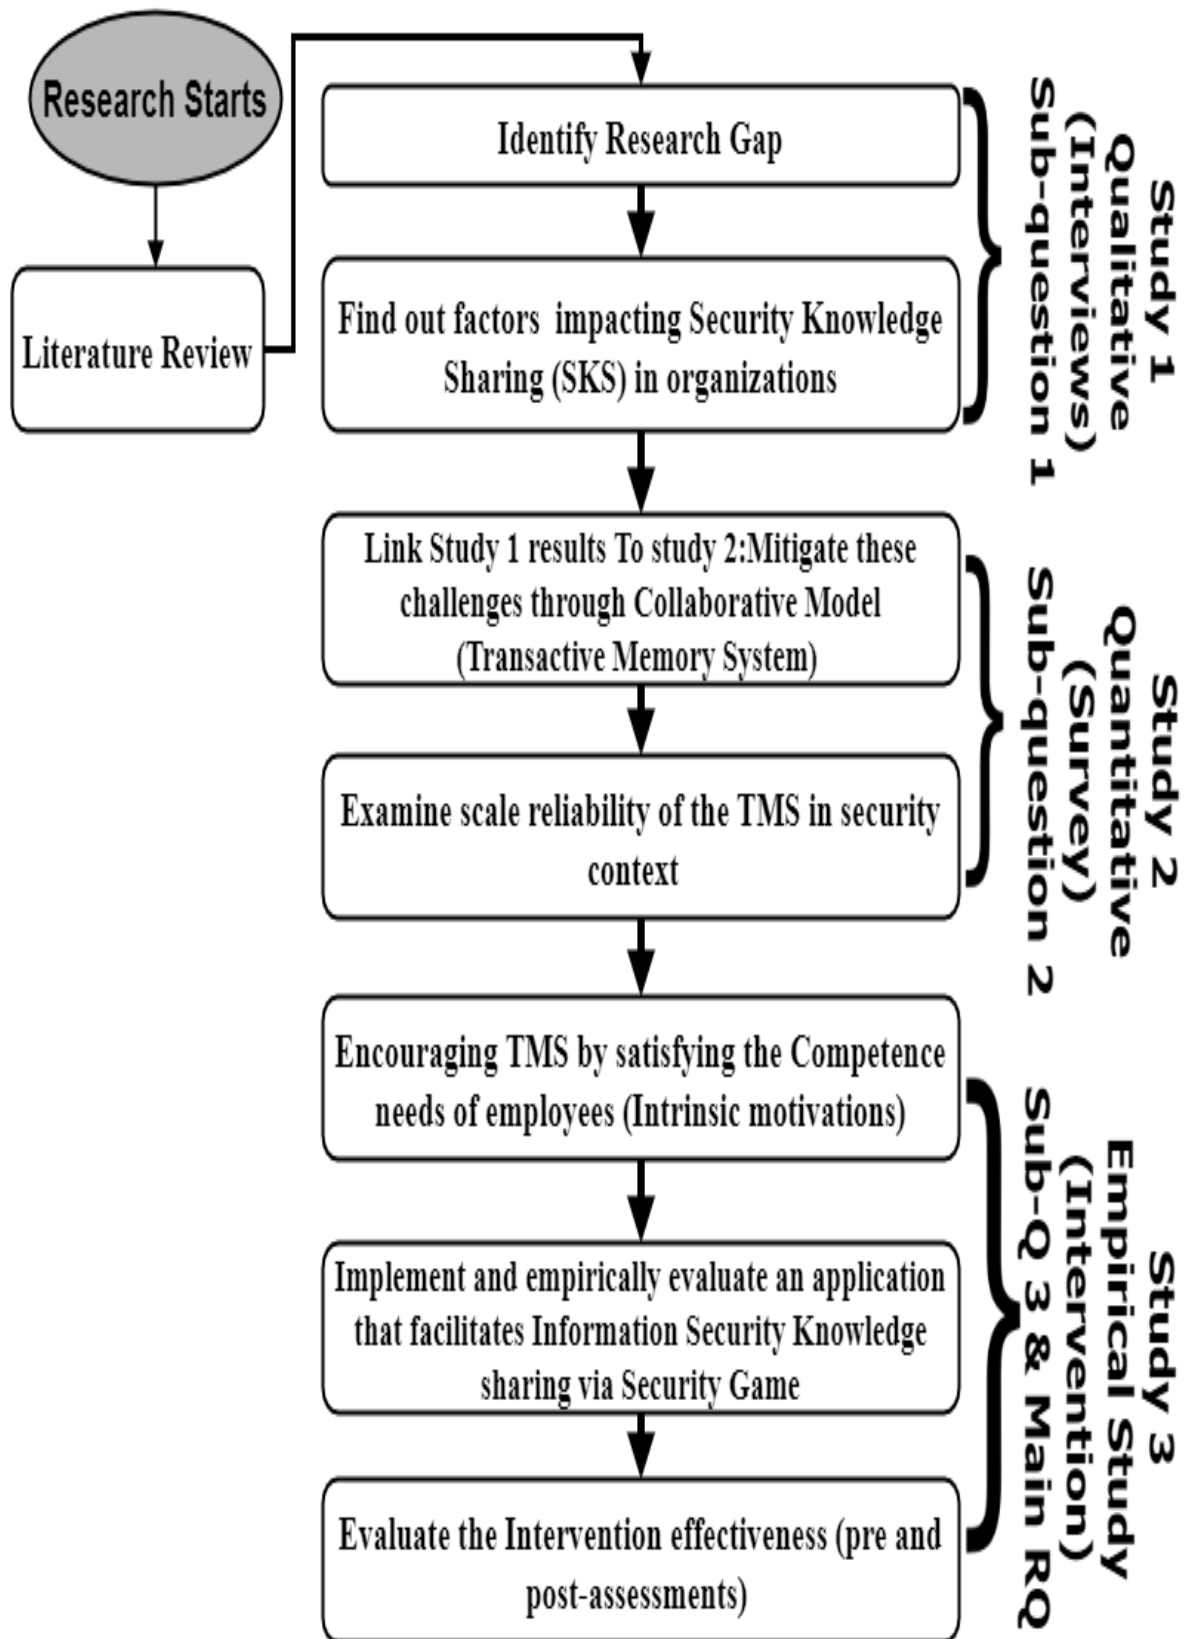 Research Starts
Literature Review
Identify Research Gap
Find out factors impacting Security Knowledge
Sharing (SKS) in organizations
Study 1
Qualitative
(Interviews)
Sub-question 1
Link Study 1 results To study 2:Mitigate these
challenges through Collaborative Model
(Transactive Memory System)
Examine scale reliability of the TMS in security
context
Study 2
Quantitative
(Survey)
Sub-question 2
Encouraging TMS by satisfying the Competence
needs of employees (Intrinsic motivations)
Implement and empirically evaluate an application
that facilitates Information Security Knowledge
sharing via Security Game
Evaluate the Intervention effectiveness (pre and
post-assessments)
Study 3
Empirical Study
(Intervention)
Sub-Q 3 & Main RQ